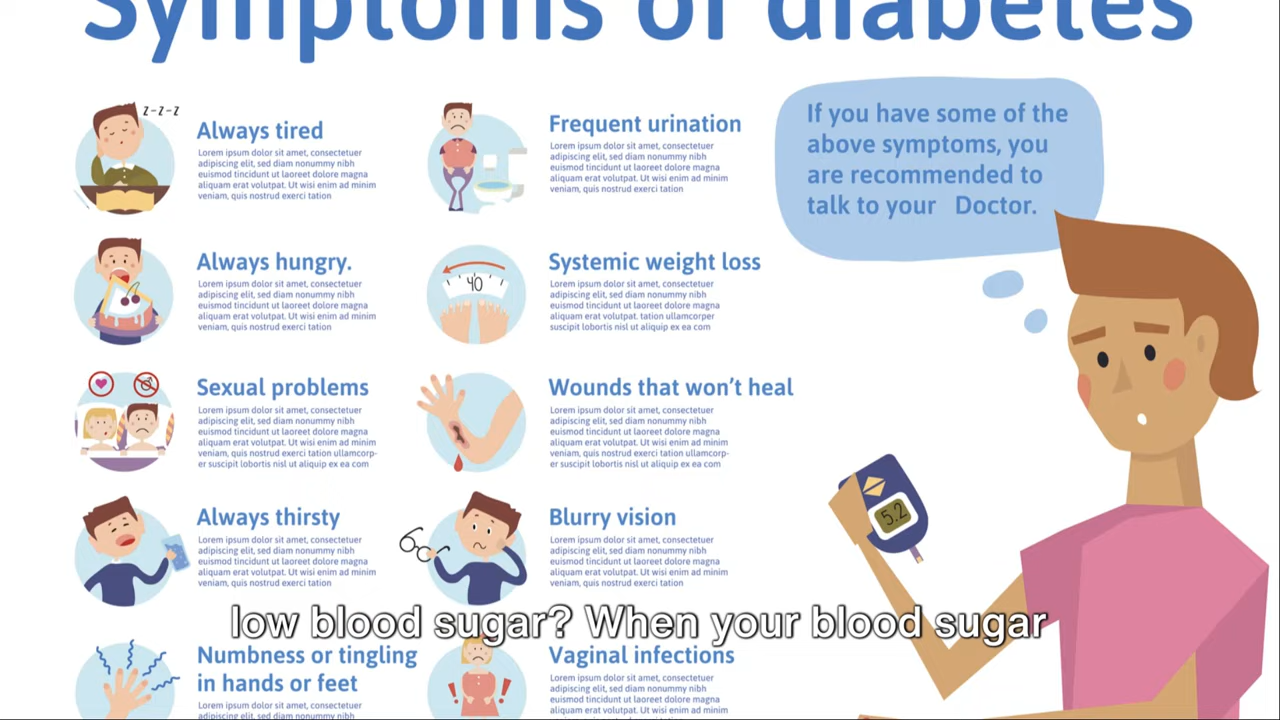 Symptoms of diabetes
z-z-z
Always tired
Lorem ipsum dolor sit amet, consectetuer
adipiscing elit, sed diam nonummy nibh
euismod tincidunt ut laoreet dolore magna
aliquam erat volutpat. Ut wisi enim ad minim
veniam, quis nostrud exerci tation
Frequent urination
Lorem ipsum dolor sit amet, consectetuer
adipiscing elit, sed diam nonummy nibh
euismod tincidunt ut laoreet dolore magna
aliquam erat volutpat. Ut wisi enim ad minim
veniam, quis nostrud exerci tation
If you have some of the
above symptoms, you
are recommended to
talk to your Doctor.
Always hungry.
Lorem ipsum dolor sit amet, consectetuer
adipiscing elit, sed diam nonummy nibh
euismod tincidunt ut laoreet dolore magna
aliquam erat volutpat. Ut wisi enim ad minim
veniam, quis nostrud exerci tation
40
Systemic weight loss
Lorem ipsum dolor sit amet, consectetuer
adipiscing elit, sed diam nonummy nibh
euismod tincidunt ut laoreet dolore magna
aliquam erat volutpat. tation ullamcorper
suscipit lobortis nisl ut aliquip ex ea com
Sexual problems
Lorem ipsum dolor sit amet, consectetuer
adipiscing elit, sed diam nonummy nibh
euismod tincidunt ut laoreet dolore magna
aliquam erat volutpat. Ut wisi enim ad minim
veniam, quis nostrud exerci tation ullamcorp-
er suscipit lobortis nisl ut aliquip ex ea com
Wounds that won’t heal
Lorem ipsum dolor sit amet, consectetuer
adipiscing elit, sed diam nonummy nibh
euismod tincidunt ut laoreet dolore magna
aliquam erat volutpat. Ut wisi enim ad minim
veniam, quis nostrud exerci tation ullamcorp-
er suscipit lobortis nisl ut aliquip ex ea com
5.2
Always thirsty
Lorem ipsum dolor sit amet, consectetuer
adipiscing elit, sed diam nonummy nibh
euismod tincidunt ut laoreet dolore magna
aliquam erat volutpat. Ut wisi enim ad minim
veniam, quis nostrud exerci tation
Blurry vision
Lorem ipsum dolor sit amet, consectetuer
adipiscing elit, sed diam nonummy nibh
euismod tincidunt ut laoreet dolore magna
aliquam erat volutpat. Ut wisi enim ad minim
veniam, quis nostrud exerci tation
low blood sugar? When your blood sugar
Numbness or tingling
in hands or feet
Lorem ipsum dolor sit amet, consectetuer
Vaginal infections
Lorem ipsum dolor sit amet, consectetuer
adipiscing elit, sed diam nonummy nibh
euismod tincidunt ut laoreet dolore magna
aliquam erat volutpat. Ut wisi enim ad minim